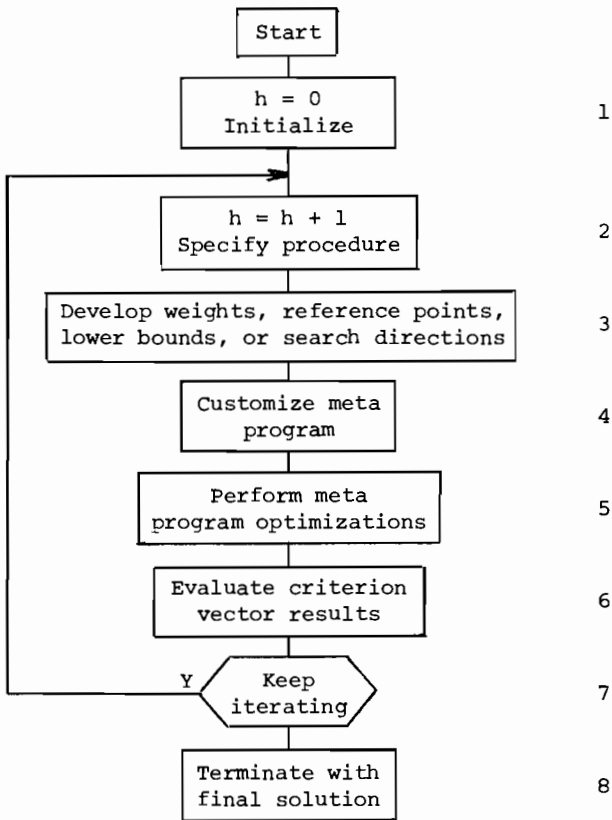 Start
h = 0
Initialize
1
h = h + 1
Specify procedure
2
Develop weights, reference points,
lower bounds, or search directions
3
Customize meta
program
4
Perform meta
program optimizations
5
Evaluate criterion
vector results
6
Y
Keep
iterating
7
Terminate with
final solution
8